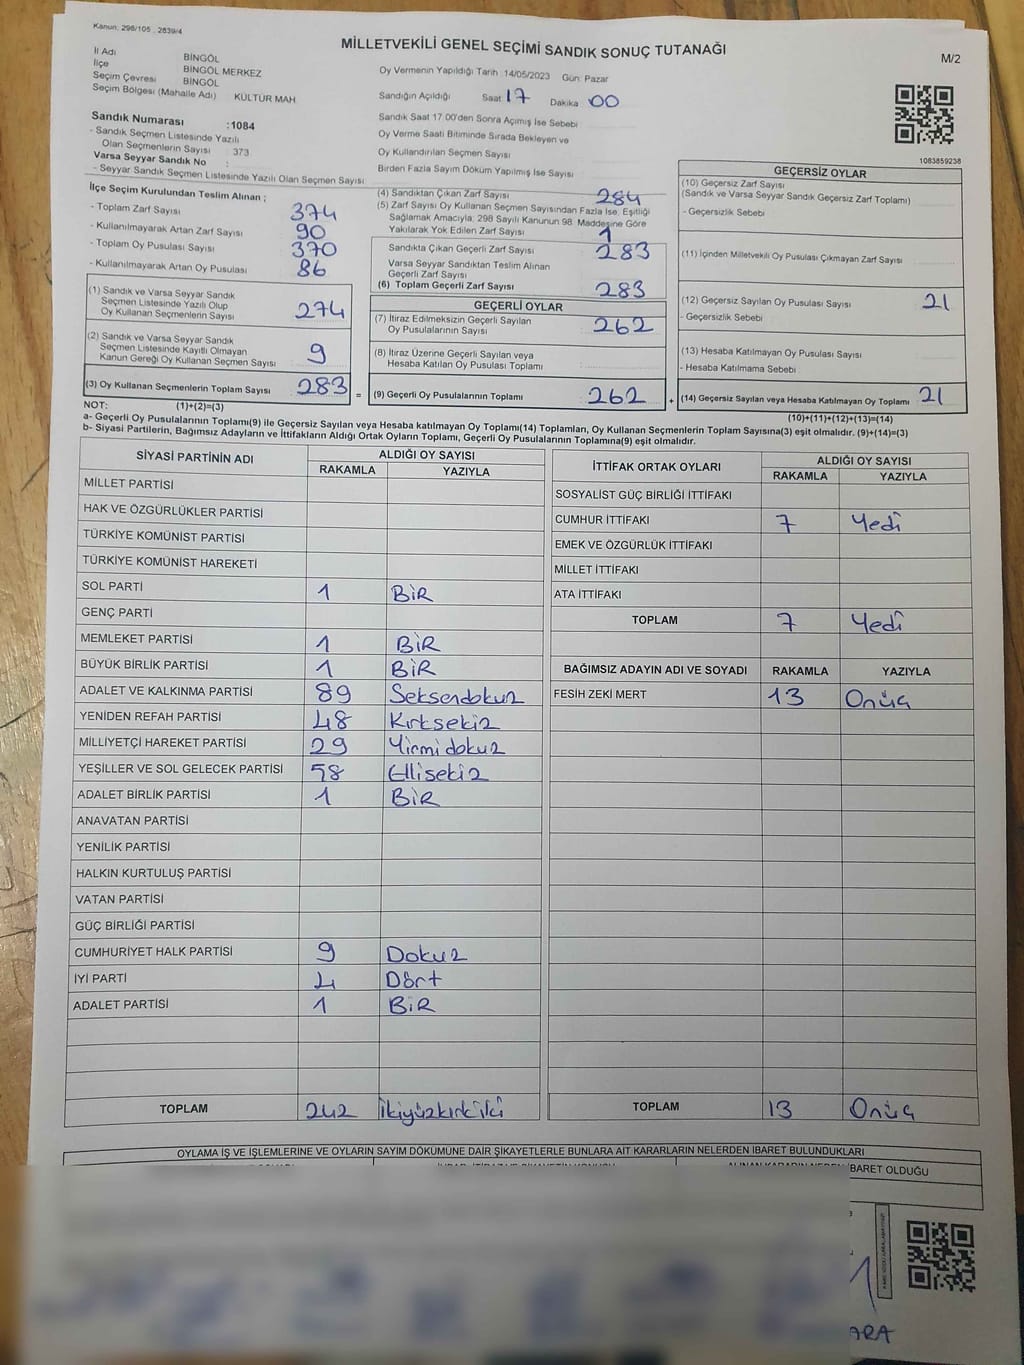 Kanun: 298/105 , 2839/4
MİLLETVEKİLİ GENEL SEÇİMİ SANDIK SONUÇ TUTANAĞI
M/2
İl Adı BİNGÖL
İlçe BİNGÖL MERKEZ
Seçim Çevresi BİNGÖL
Seçim Bölgesi (Mahalle Adı) KÜLTÜR MAH
Oy Vermenin Yapıldığı Tarih 14/05/2023 Gün: Pazar
Sandığın Açıldığı Saat 17 Dakika 00
Sandık Numarası :1084
- Sandık Seçmen Listesinde Yazılı
Olan Seçmenlerin Sayısı : 373
Varsa Seyyar Sandık No :
- Seyyar Sandık Seçmen Listesinde Yazılı Olan Seçmen Sayısı
Sandık Saat 17.00'den Sonra Açımış İse Sebebi
Oy Verme Saati Bitiminde Sırada Bekleyen ve
Oy Kullandırılan Seçmen Sayısı
Birden Fazla Sayım Döküm Yapılmış İse Sayısı
1083859238
İlçe Seçim Kurulundan Teslim Alınan ;
- Toplam Zarf Sayısı 374
- Kullanılmayarak Artan Zarf Sayısı 90
- Toplam Oy Pusulası Sayısı 370
- Kullanılmayarak Artan Oy Pusulası 86
(1) Sandık ve Varsa Seyyar Sandık
Seçmen Listesinde Yazılı Olup
Oy Kullanan Seçmenlerin Sayısı 274
(2) Sandık ve Varsa Seyyar Sandık
Seçmen Listesinde Kayıtlı Olmayan
Kanun Gereği Oy Kullanan Seçmen Sayısı 9
(3) Oy Kullanan Seçmenlerin Toplam Sayısı 283 =
(4) Sandıktan Çıkan Zarf Sayısı 284
(5) Zarf Sayısı Oy Kullanan Seçmen Sayısından Fazla İse, Eşitliği
Sağlamak Amacıyla; 298 Sayılı Kanunun 98. Maddesine Göre
Yakılarak Yok Edilen Zarf Sayısı 1
Sandıkta Çıkan Geçerli Zarf Sayısı 283
Varsa Seyyar Sandıktan Teslim Alınan
Geçerli Zarf Sayısı
(6) Toplam Geçerli Zarf Sayısı 283
GEÇERLİ OYLAR
(7) İtiraz Edilmeksizin Geçerli Sayılan
Oy Pusulalarının Sayısı 262
(8) İtiraz Üzerine Geçerli Sayılan veya
Hesaba Katılan Oy Pusulası Toplamı
(9) Geçerli Oy Pusulalarının Toplamı 262 +
GEÇERSİZ OYLAR
(10) Geçersiz Zarf Sayısı
(Sandık ve Varsa Seyyar Sandık Geçersiz Zarf Toplamı)
- Geçersizlik Sebebi
(11) İçinden Milletvekili Oy Pusulası Çıkmayan Zarf Sayısı
(12) Geçersiz Sayılan Oy Pusulası Sayısı 21
- Geçersizlik Sebebi
(13) Hesaba Katılmayan Oy Pusulası Sayısı
- Hesaba Katılmama Sebebi
(14) Geçersiz Sayılan veya Hesaba Katılmayan Oy Toplamı 21
NOT: (1)+(2)=(3) (10)+(11)+(12)+(13)=(14)
a- Geçerli Oy Pusulalarının Toplamı(9) ile Geçersiz Sayılan veya Hesaba katılmayan Oy Toplamı(14) Toplamları, Oy Kullanan Seçmenlerin Toplam Sayısına(3) eşit olmalıdır. (9)+(14)=(3)
b- Siyasi Partilerin, Bağımsız Adayların ve İttifakların Aldığı Ortak Oyların Toplamı, Geçerli Oy Pusulalarının Toplamına(9) eşit olmalıdır.
SİYASİ PARTİNİN ADI ALDIĞI OY SAYISI
RAKAMLA YAZIYLA
MİLLET PARTİSİ
HAK VE ÖZGÜRLÜKLER PARTİSİ
TÜRKİYE KOMÜNİST PARTİSİ
TÜRKİYE KOMÜNİST HAREKETİ
SOL PARTİ 1 BİR
GENÇ PARTİ
MEMLEKET PARTİSİ 1 BİR
BÜYÜK BİRLİK PARTİSİ 1 BİR
ADALET VE KALKINMA PARTİSİ 89 Seksendokuz
YENİDEN REFAH PARTİSİ 48 Kırksekiz
MİLLİYETÇİ HAREKET PARTİSİ 29 Yirmidokuz
YEŞİLLER VE SOL GELECEK PARTİSİ 58 Ellisekiz
ADALET BİRLİK PARTİSİ 1 BİR
ANAVATAN PARTİSİ
YENİLİK PARTİSİ
HALKIN KURTULUŞ PARTİSİ
VATAN PARTİSİ
GÜÇ BİRLİĞİ PARTİSİ
CUMHURİYET HALK PARTİSİ 9 Dokuz
İYİ PARTİ 4 Dört
ADALET PARTİSİ 1 BİR
TOPLAM 242 ikiyüzkırkiki
İTTİFAK ORTAK OYLARI ALDIĞI OY SAYISI
RAKAMLA YAZIYLA
SOSYALİST GÜÇ BİRLİĞİ İTTİFAKI
CUMHUR İTTİFAKI 7 Yedi
EMEK VE ÖZGÜRLÜK İTTİFAKI
MİLLET İTTİFAKI
ATA İTTİFAKI
TOPLAM 7 Yedi
BAĞIMSIZ ADAYIN ADI VE SOYADI RAKAMLA YAZIYLA
FESİH ZEKİ MERT 13 Onüç
TOPLAM 13 Onüç
OYLAMA İŞ VE İŞLEMLERİNE VE OYLARIN SAYIM DÖKÜMÜNE DAİR ŞİKAYETLERLE BUNLARA AİT KARARLARIN NELERDEN İBARET BULUNDUKLARI
İBARET OLDUĞU
ARA